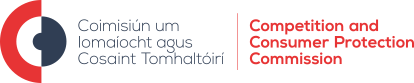 Coimisiún um
Iomaíocht agus
Cosaint Tomhaltóirí
Competition and
Consumer Protection
Commission